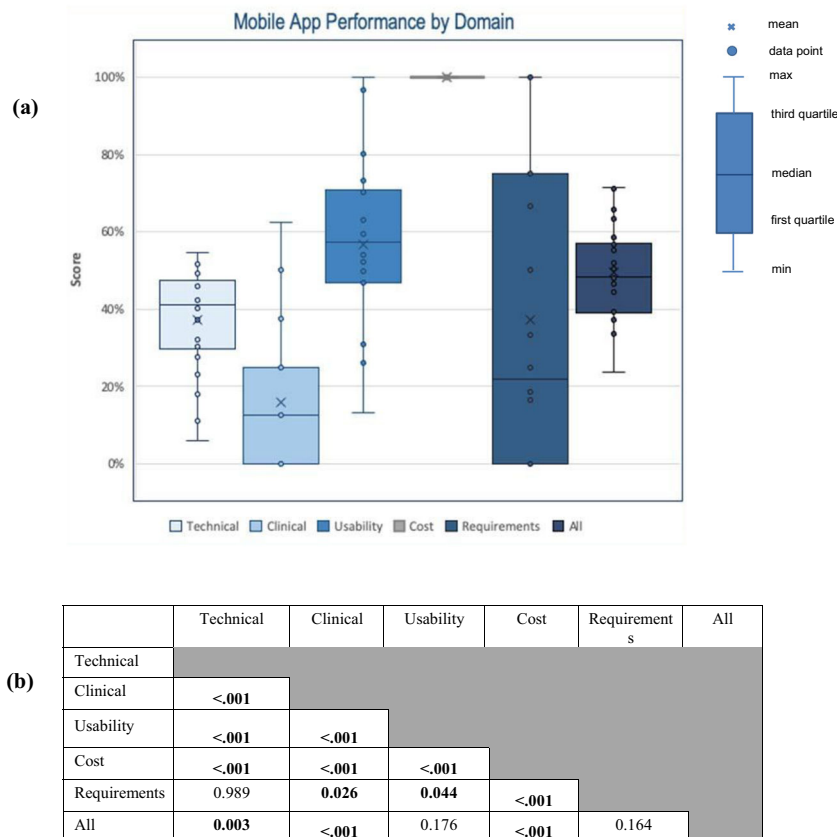 Mobile App Performance by Domain
mean
data point
max
third quartile
median
first quartile
min
(a)
100%
80%
60%
40%
20%
0%
Score
Technical Clinical Usability Cost Requirements All
(b)
Technical Clinical Usability Cost Requirement All
s
Technical
Clinical <.001
Usability <.001 <.001
Cost <.001 <.001 <.001
Requirements 0.989 0.026 0.044 <.001
All 0.003 <.001 0.176 <.001 0.164